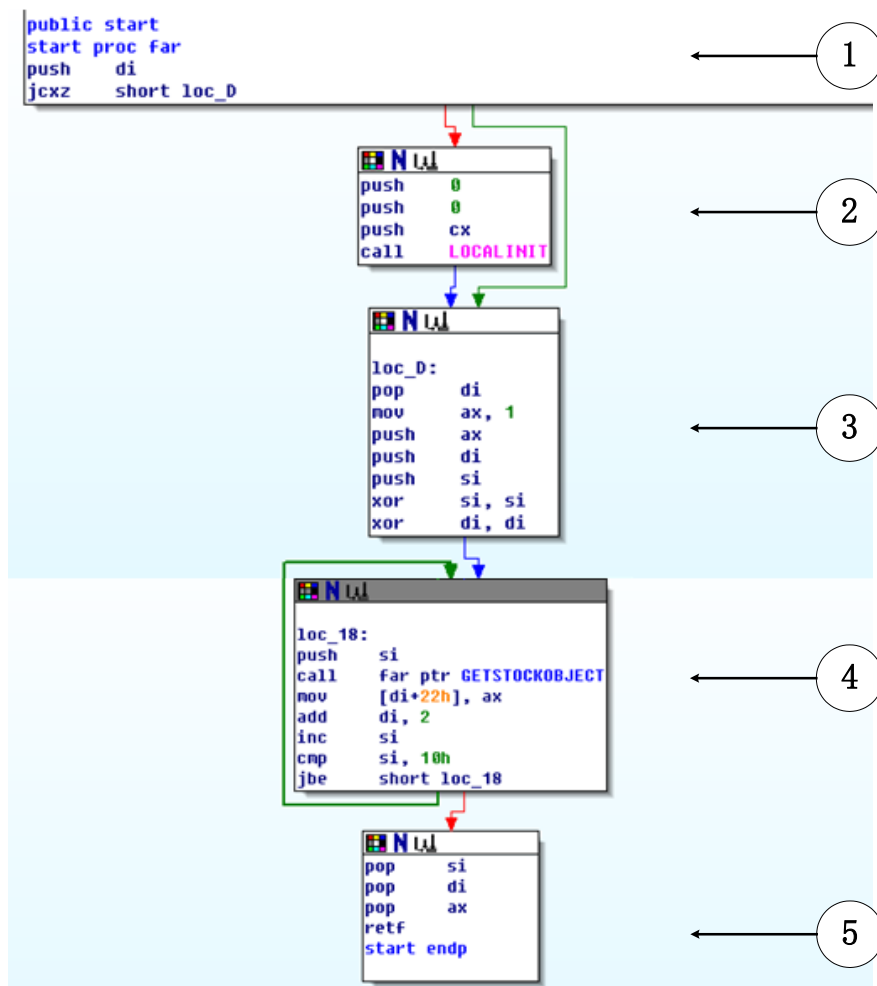 public start
start proc far
push di
jcxz short loc_D
1
push 0
push 0
push cx
call LOCALINIT
2
loc_D:
pop di
mov ax, 1
push ax
push di
push si
xor si, si
xor di, di
3
loc_18:
push si
call far ptr GETSTOCKOBJECT
mov [di+22h], ax
add di, 2
inc si
cmp si, 10h
jbe short loc_18
4
pop si
pop di
pop ax
retf
start endp
5